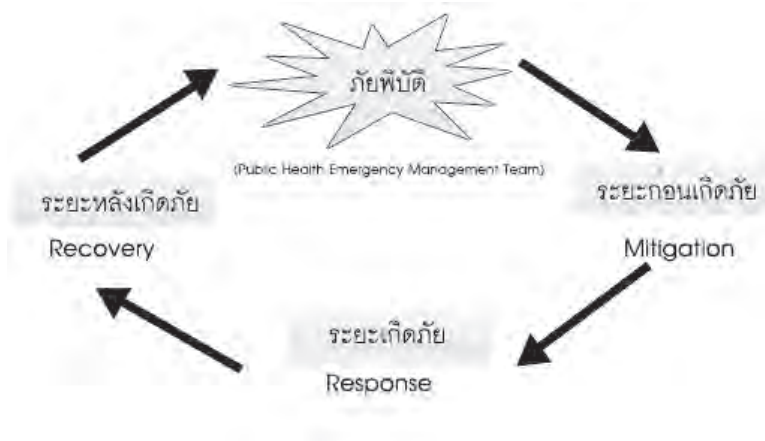 ภัยพิบัติ
(Public Health Emergency Management Team)
ระยะก่อนเกิดภัย
Mitigation
ระยะเกิดภัย
Response
ระยะหลังเกิดภัย
Recovery